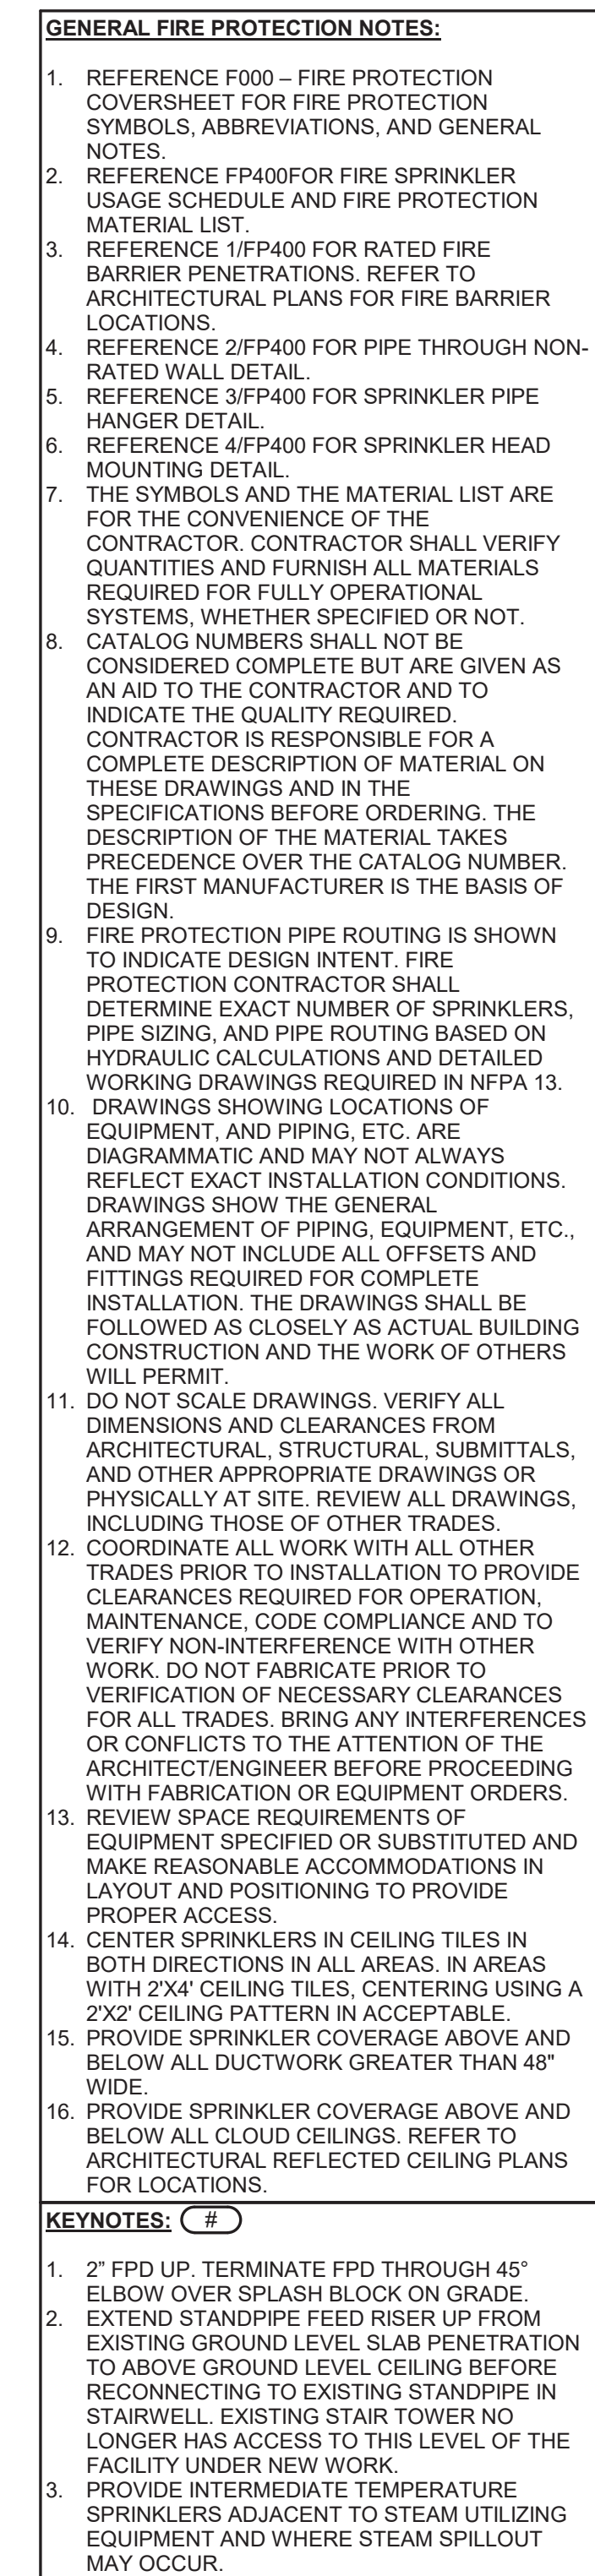 GENERAL FIRE PROTECTION NOTES:
1. REFERENCE F000 – FIRE PROTECTION
COVERSHEET FOR FIRE PROTECTION
SYMBOLS, ABBREVIATIONS, AND GENERAL
NOTES.
2. REFERENCE FP400FOR FIRE SPRINKLER
USAGE SCHEDULE AND FIRE PROTECTION
MATERIAL LIST.
3. REFERENCE 1/FP400 FOR RATED FIRE
BARRIER PENETRATIONS. REFER TO
ARCHITECTURAL PLANS FOR FIRE BARRIER
LOCATIONS.
4. REFERENCE 2/FP400 FOR PIPE THROUGH NON-
RATED WALL DETAIL.
5. REFERENCE 3/FP400 FOR SPRINKLER PIPE
HANGER DETAIL.
6. REFERENCE 4/FP400 FOR SPRINKLER HEAD
MOUNTING DETAIL.
7. THE SYMBOLS AND THE MATERIAL LIST ARE
FOR THE CONVENIENCE OF THE
CONTRACTOR. CONTRACTOR SHALL VERIFY
QUANTITIES AND FURNISH ALL MATERIALS
REQUIRED FOR FULLY OPERATIONAL
SYSTEMS, WHETHER SPECIFIED OR NOT.
8. CATALOG NUMBERS SHALL NOT BE
CONSIDERED COMPLETE BUT ARE GIVEN AS
AN AID TO THE CONTRACTOR AND TO
INDICATE THE QUALITY REQUIRED.
CONTRACTOR IS RESPONSIBLE FOR A
COMPLETE DESCRIPTION OF MATERIAL ON
THESE DRAWINGS AND IN THE
SPECIFICATIONS BEFORE ORDERING. THE
DESCRIPTION OF THE MATERIAL TAKES
PRECEDENCE OVER THE CATALOG NUMBER.
THE FIRST MANUFACTURER IS THE BASIS OF
DESIGN.
9. FIRE PROTECTION PIPE ROUTING IS SHOWN
TO INDICATE DESIGN INTENT. FIRE
PROTECTION CONTRACTOR SHALL
DETERMINE EXACT NUMBER OF SPRINKLERS,
PIPE SIZING, AND PIPE ROUTING BASED ON
HYDRAULIC CALCULATIONS AND DETAILED
WORKING DRAWINGS REQUIRED IN NFPA 13.
10. DRAWINGS SHOWING LOCATIONS OF
EQUIPMENT, AND PIPING, ETC. ARE
DIAGRAMMATIC AND MAY NOT ALWAYS
REFLECT EXACT INSTALLATION CONDITIONS.
DRAWINGS SHOW THE GENERAL
ARRANGEMENT OF PIPING, EQUIPMENT, ETC.,
AND MAY NOT INCLUDE ALL OFFSETS AND
FITTINGS REQUIRED FOR COMPLETE
INSTALLATION. THE DRAWINGS SHALL BE
FOLLOWED AS CLOSELY AS ACTUAL BUILDING
CONSTRUCTION AND THE WORK OF OTHERS
WILL PERMIT.
11. DO NOT SCALE DRAWINGS. VERIFY ALL
DIMENSIONS AND CLEARANCES FROM
ARCHITECTURAL, STRUCTURAL, SUBMITTALS,
AND OTHER APPROPRIATE DRAWINGS OR
PHYSICALLY AT SITE. REVIEW ALL DRAWINGS,
INCLUDING THOSE OF OTHER TRADES.
12. COORDINATE ALL WORK WITH ALL OTHER
TRADES PRIOR TO INSTALLATION TO PROVIDE
CLEARANCES REQUIRED FOR OPERATION,
MAINTENANCE, CODE COMPLIANCE AND TO
VERIFY NON-INTERFERENCE WITH OTHER
WORK. DO NOT FABRICATE PRIOR TO
VERIFICATION OF NECESSARY CLEARANCES
FOR ALL TRADES. BRING ANY INTERFERENCES
OR CONFLICTS TO THE ATTENTION OF THE
ARCHITECT/ENGINEER BEFORE PROCEEDING
WITH FABRICATION OR EQUIPMENT ORDERS.
13. REVIEW SPACE REQUIREMENTS OF
EQUIPMENT SPECIFIED OR SUBSTITUTED AND
MAKE REASONABLE ACCOMMODATIONS IN
LAYOUT AND POSITIONING TO PROVIDE
PROPER ACCESS.
14. CENTER SPRINKLERS IN CEILING TILES IN
BOTH DIRECTIONS IN ALL AREAS. IN AREAS
WITH 2'X4' CEILING TILES, CENTERING USING A
2'X2' CEILING PATTERN IN ACCEPTABLE.
15. PROVIDE SPRINKLER COVERAGE ABOVE AND
BELOW ALL DUCTWORK GREATER THAN 48"
WIDE.
16. PROVIDE SPRINKLER COVERAGE ABOVE AND
BELOW ALL CLOUD CEILINGS. REFER TO
ARCHITECTURAL REFLECTED CEILING PLANS
FOR LOCATIONS.
KEYNOTES: #
1. 2” FPD UP. TERMINATE FPD THROUGH 45°
ELBOW OVER SPLASH BLOCK ON GRADE.
2. EXTEND STANDPIPE FEED RISER UP FROM
EXISTING GROUND LEVEL SLAB PENETRATION
TO ABOVE GROUND LEVEL CEILING BEFORE
RECONNECTING TO EXISTING STANDPIPE IN
STAIRWELL. EXISTING STAIR TOWER NO
LONGER HAS ACCESS TO THIS LEVEL OF THE
FACILITY UNDER NEW WORK.
3. PROVIDE INTERMEDIATE TEMPERATURE
SPRINKLERS ADJACENT TO STEAM UTILIZING
EQUIPMENT AND WHERE STEAM SPILLOUT
MAY OCCUR.